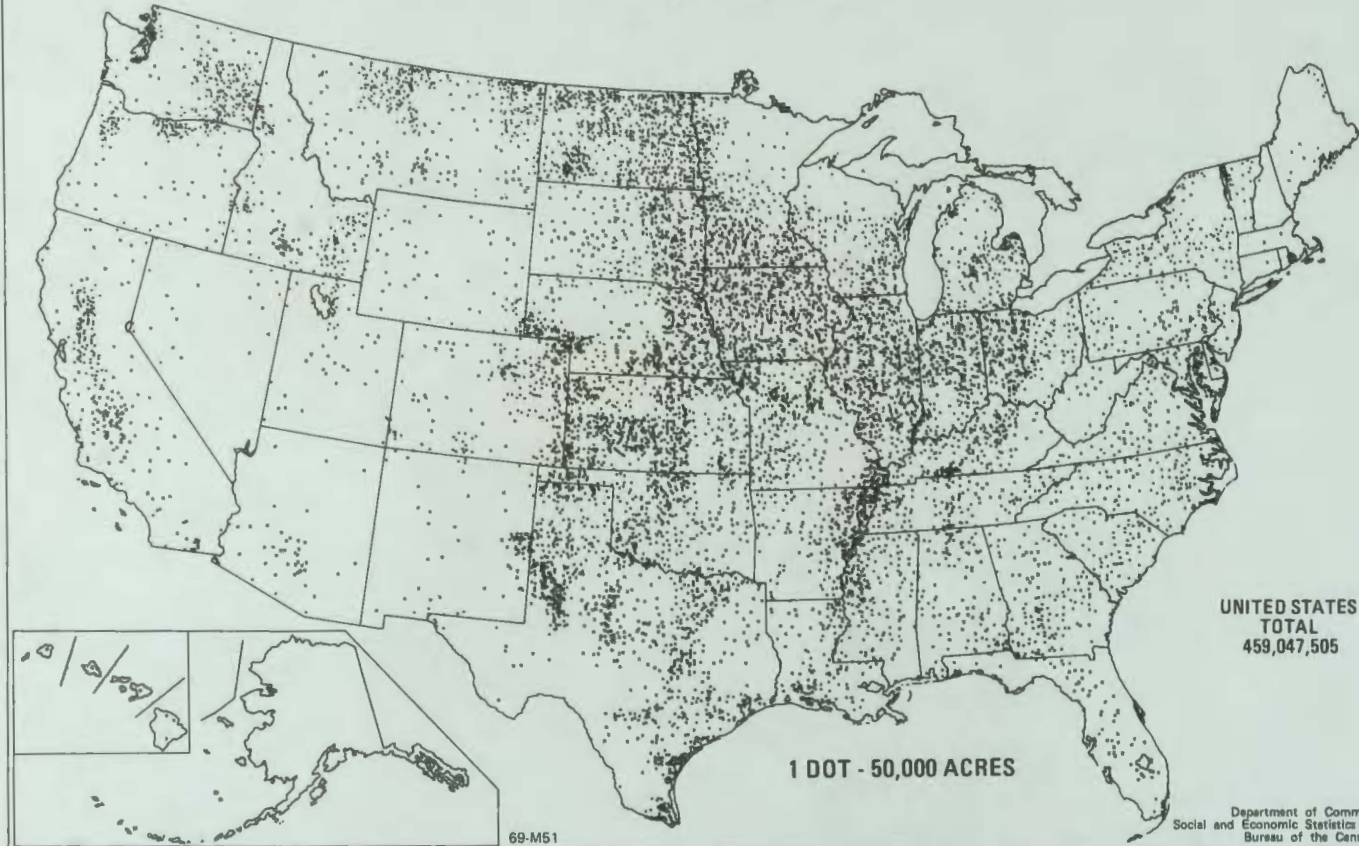 UNITED STATES
TOTAL
459,047,505
1 DOT - 50,000 ACRES
69-M51
Department of Comm
Social and Economic Statistics
Bureau of the Cen